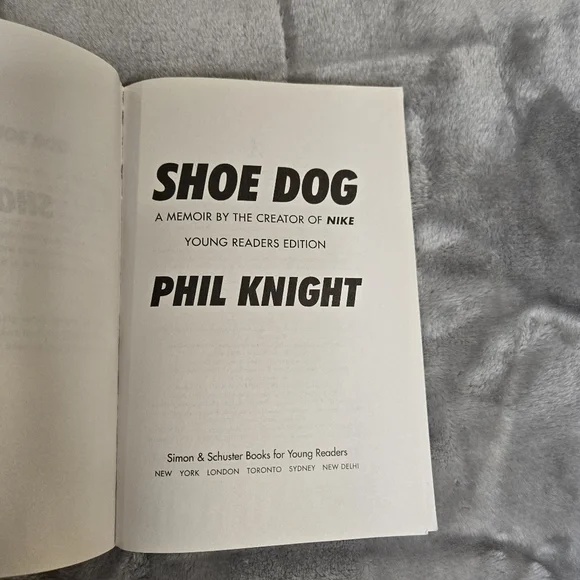 SHOE DOG
A MEMOIR BY THE CREATOR OF NIKE
YOUNG READERS EDITION
PHIL KNIGHT
Simon & Schuster Books for Young Readers
NEW YORK LONDON TORONTO SYDNEY NEW DELHI